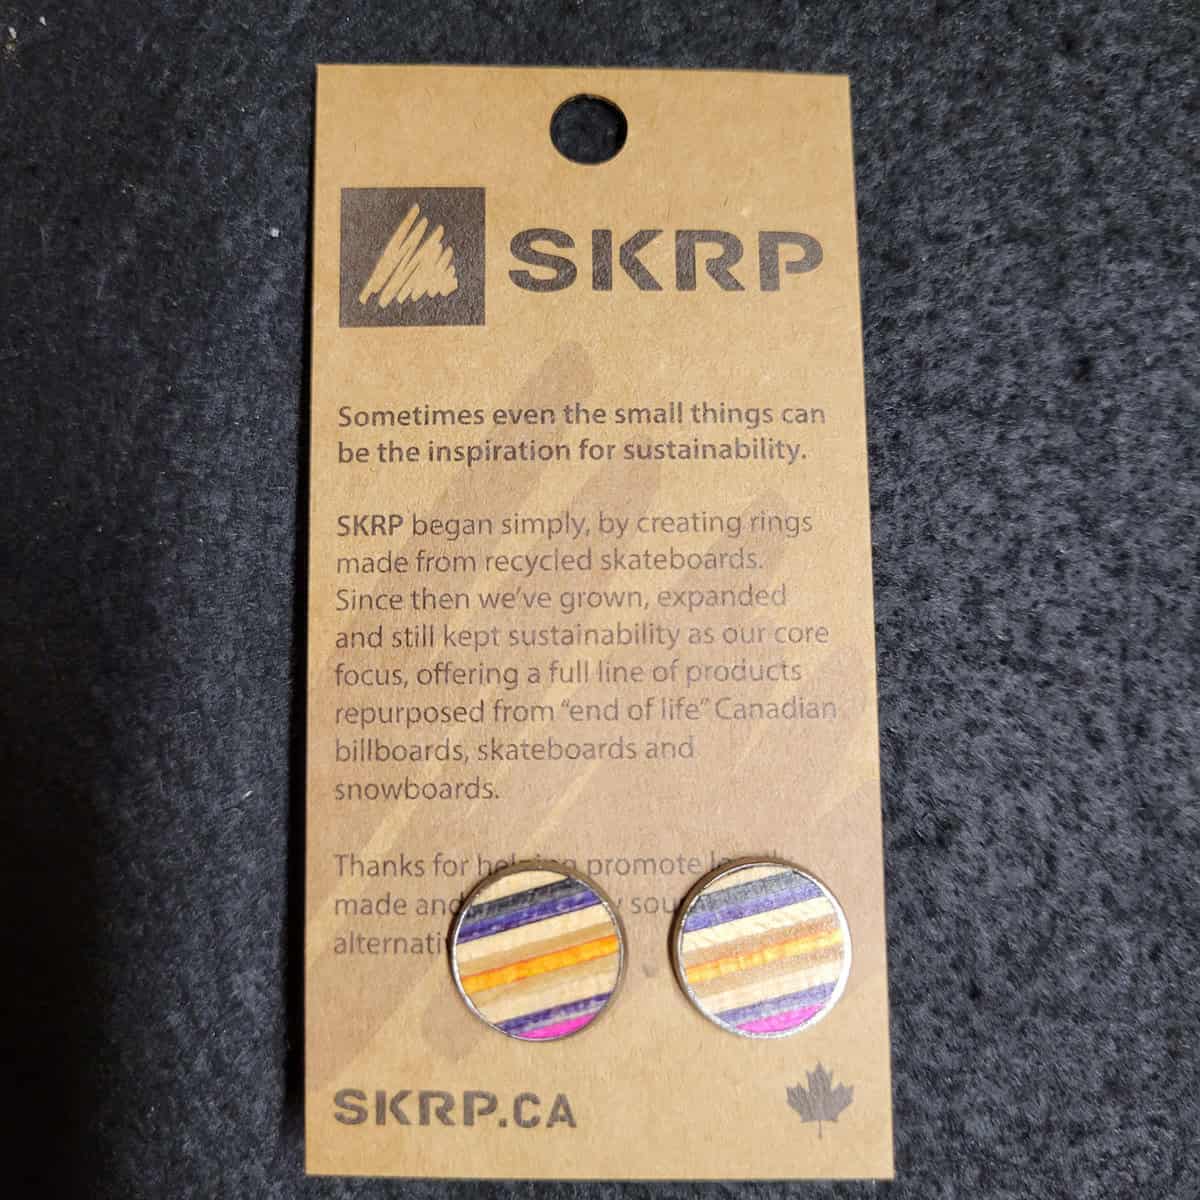 SKRP
Sometimes even the small things can
be the inspiration for sustainability.
SKRP began simply, by creating rings
made from recycled skateboards.
Since then we've grown, expanded
and still kept sustainability as our core
focus, offering a full line of products
repurposed from "end of life" Canadian
billboards, skateboards and
snowboards.
Thanks for helping promote
made and
SKRP.CA